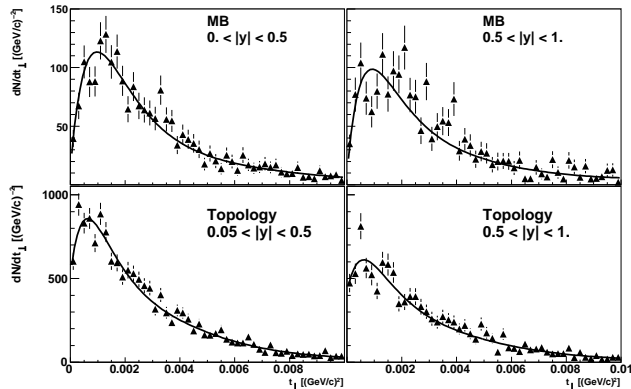 150
MB
0. < |y| < 0.5
MB
0.5 < |y| < 1.
dN/dt⊥ [(GeV/c)⁻²]
100
50
1000
Topology
0.05 < |y| < 0.5
Topology
0.5 < |y| < 1.
dN/dt⊥ [(GeV/c)⁻²]
500
0
0 0.002 0.004 0.006 0.008 0.002 0.004 0.006 0.008 0.01
t⊥ [(GeV/c)²] t⊥ [(GeV/c)²]